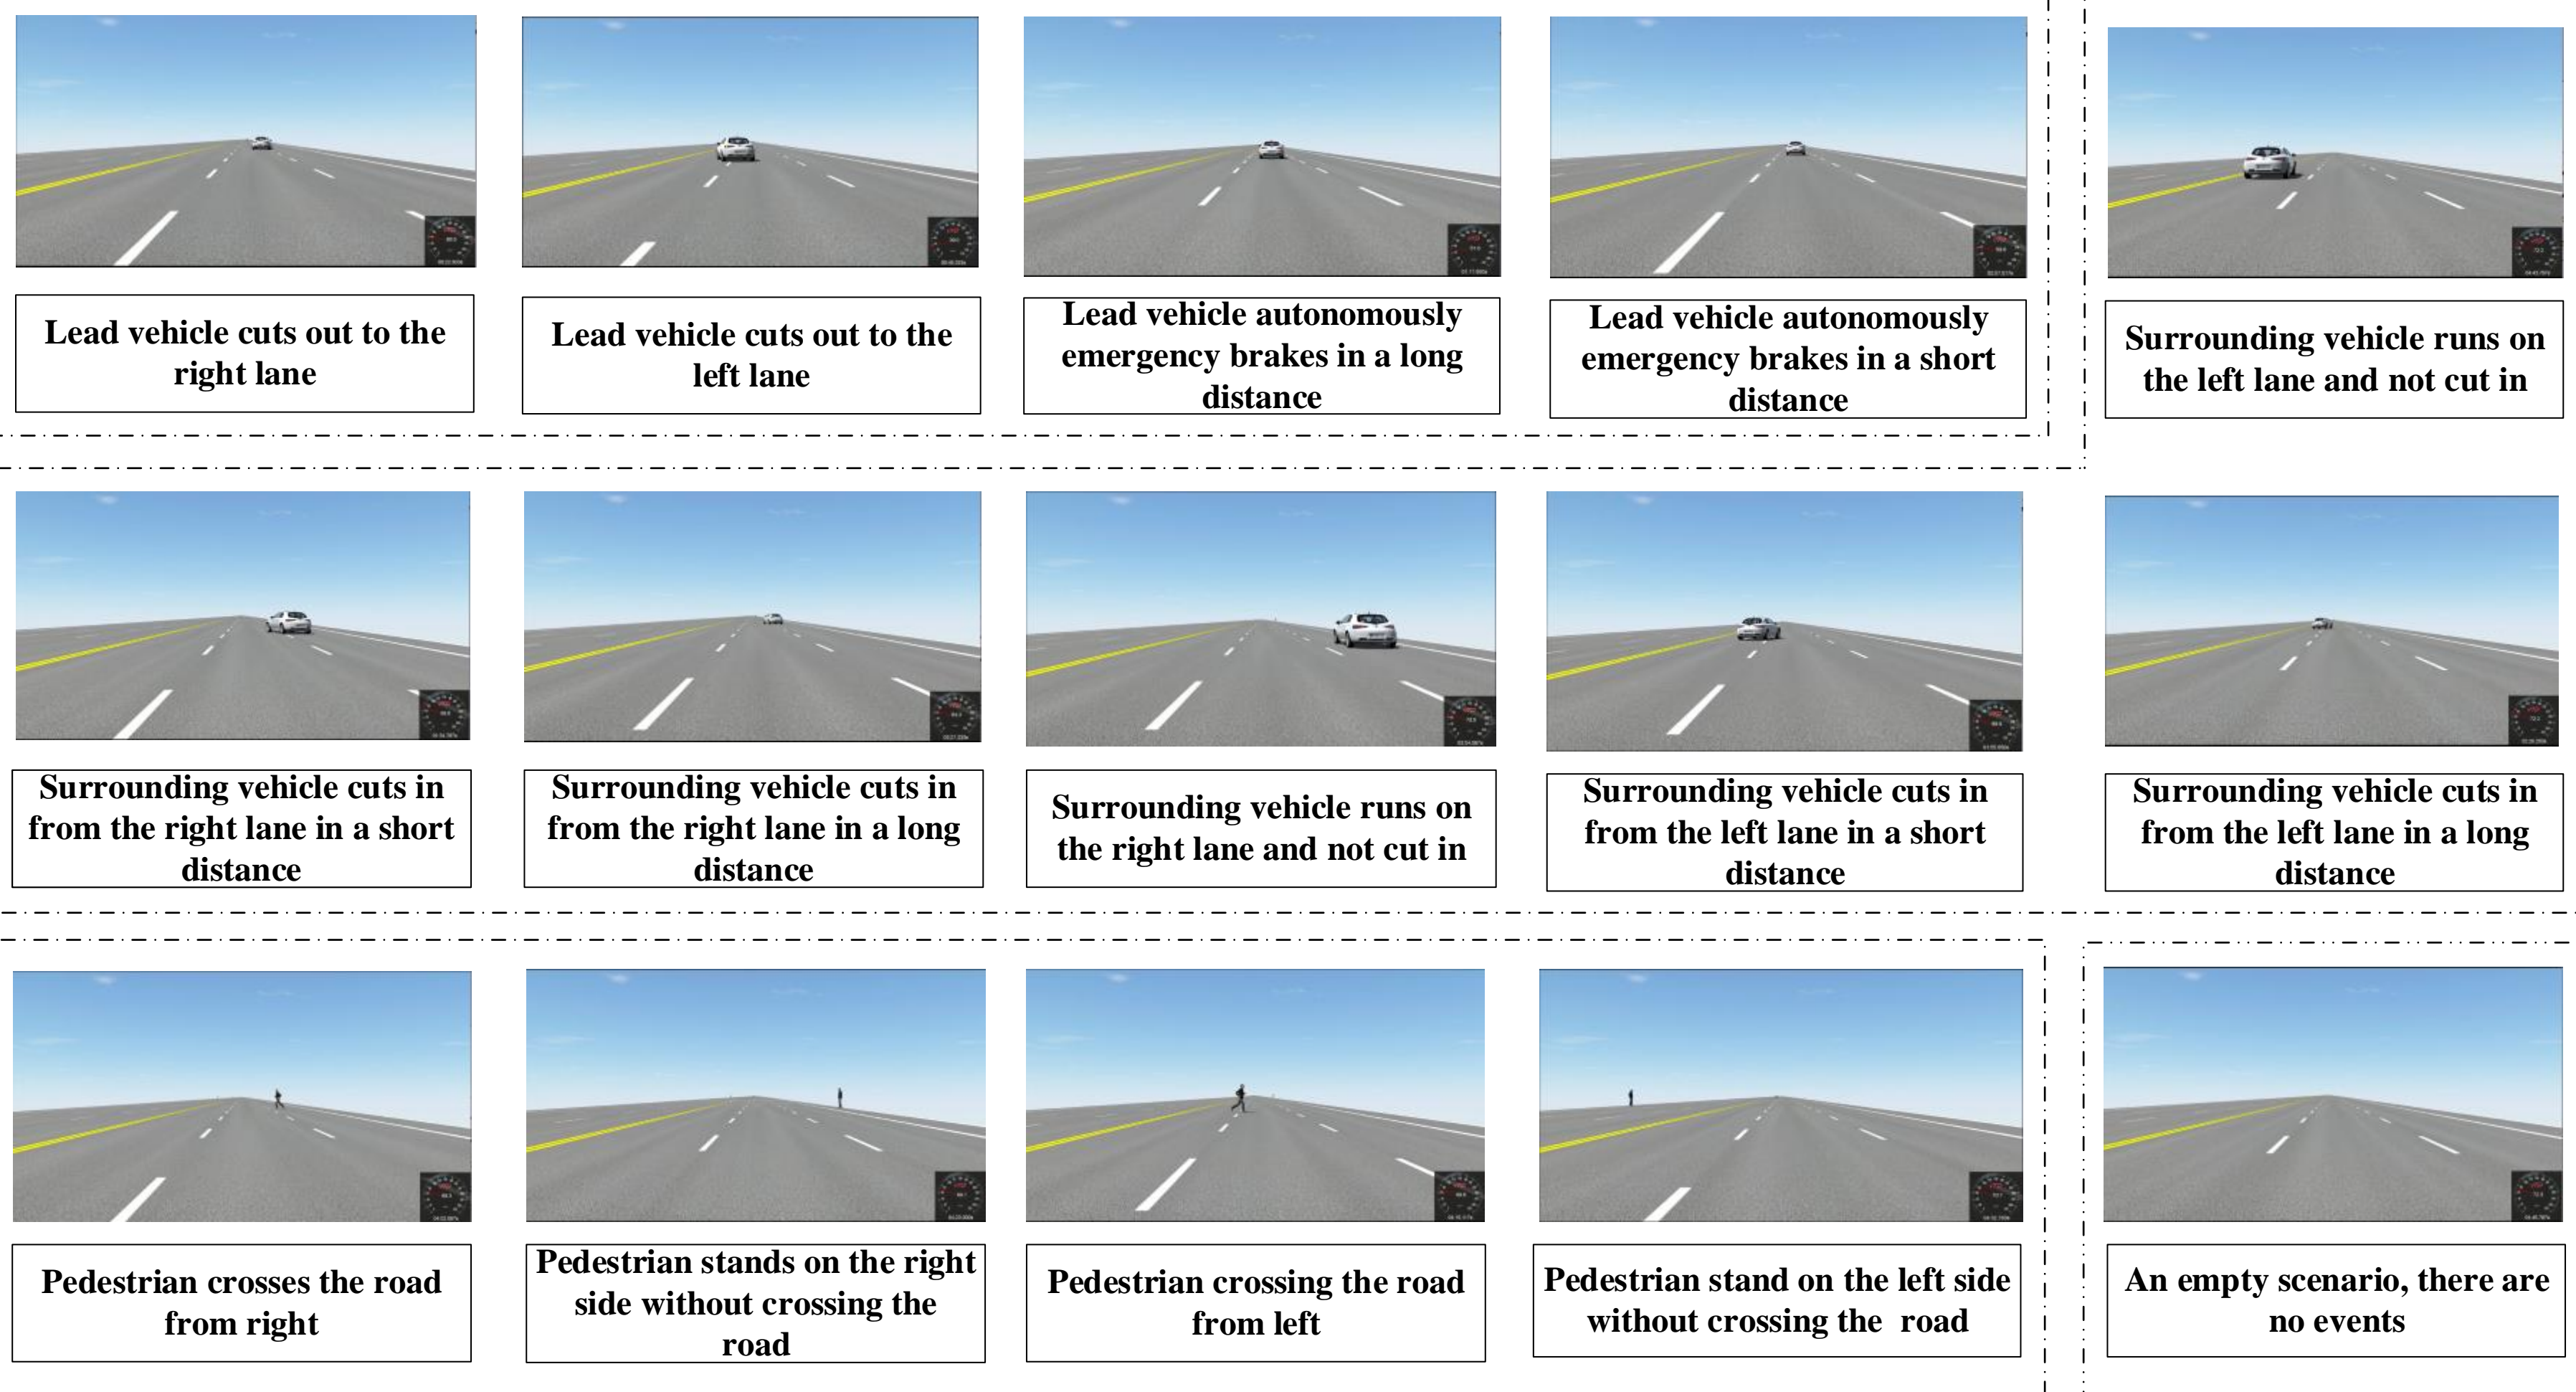 Lead vehicle cuts out to the
right lane
Lead vehicle cuts out to the
left lane
Lead vehicle autonomously
emergency brakes in a long
distance
Lead vehicle autonomously
emergency brakes in a short
distance
Surrounding vehicle runs on
the left lane and not cut in
Surrounding vehicle cuts in
from the right lane in a short
distance
Surrounding vehicle cuts in
from the right lane in a long
distance
Surrounding vehicle runs on
the right lane and not cut in
Surrounding vehicle cuts in
from the left lane in a short
distance
Surrounding vehicle cuts in
from the left lane in a long
distance
Pedestrian crosses the road
from right
Pedestrian stands on the right
side without crossing the
road
Pedestrian crossing the road
from left
Pedestrian stand on the left side
without crossing the road
An empty scenario, there are
no events